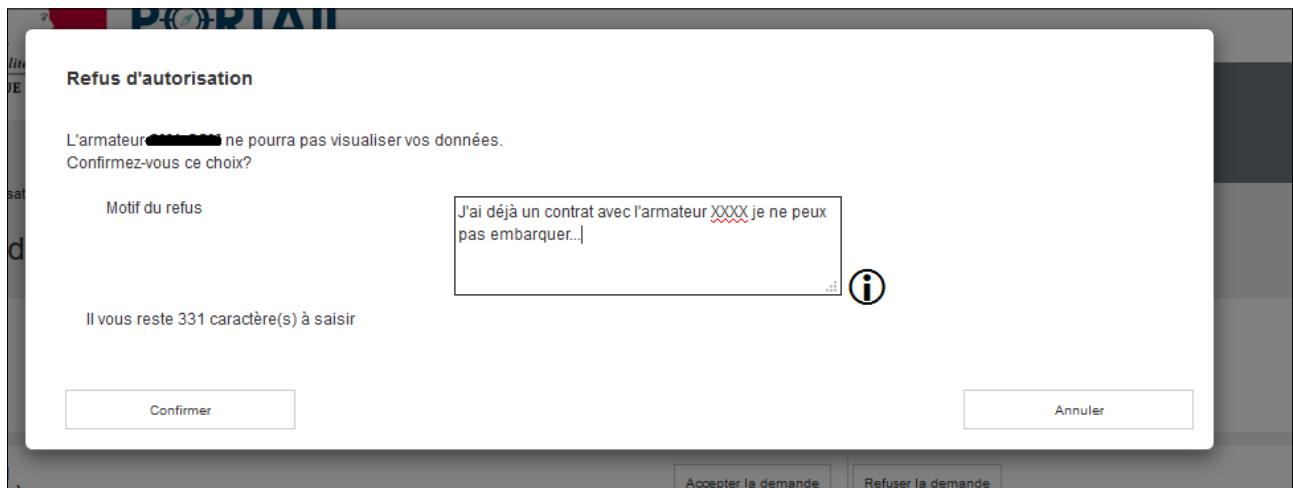 PORTAIL
Refus d'autorisation
L'armateur ne pourra pas visualiser vos données.
Confirmez-vous ce choix?
Motif du refus
J'ai déjà un contrat avec l'armateur XXXX je ne peux
pas embarquer...
Il vous reste 331 caractère(s) à saisir
Confirmer
Annuler
Accepter la demande
Refuser la demande